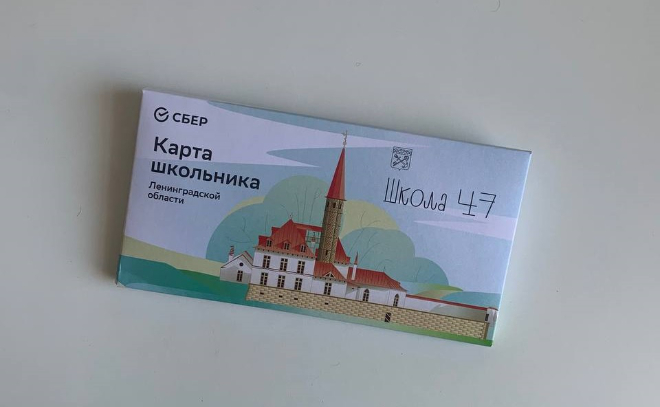 СБЕР
Карта
школьника
Ленинградской
области
Школа 47